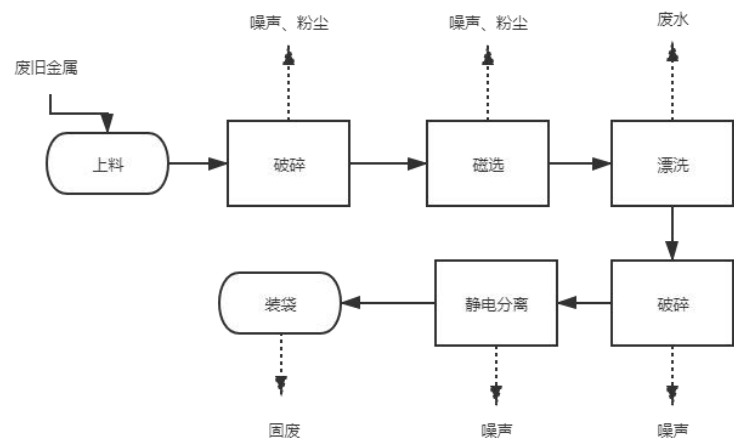 噪声、粉尘
噪声、粉尘
废水
废旧金属
上料
破碎
磁选
漂洗
装袋
静电分离
破碎
固废
噪声
噪声